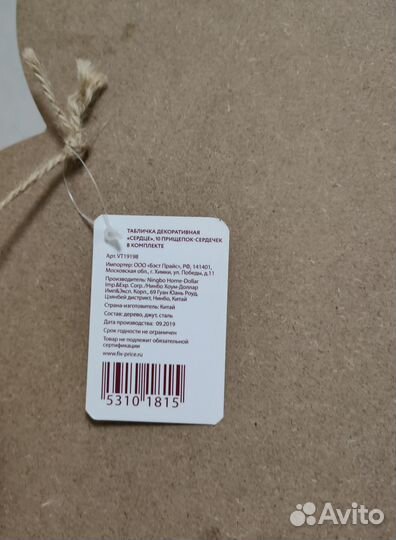 ТАБЛИЧКА ДЕКОРАТИВНАЯ
«СЕРДЦЕ», 10 ПРИЩЕПОК-СЕРДЕЧЕК
В КОМПЛЕКТЕ
Арт. VT19198
Импортер: ООО «Бэст Прайс», РФ, 141401,
Московская обл., г. Химки, ул. Победы, д.11
Производитель: Ningbo Home-Dollar
Imp.&Exp. Corp./Нинбо Хоум-Доллар
Имп&Эксп. Корп., 69 Гуан Юань Роуд,
Цзянбей дистрикт, Нинбо, Китай
Страна-изготовитель: Китай
Состав: дерево, джут, сталь
Дата производства: 09.2019
Срок годности не ограничен
Товар не подлежит обязательной
сертификации
www.fix-price.ru
5310 1815
Avito